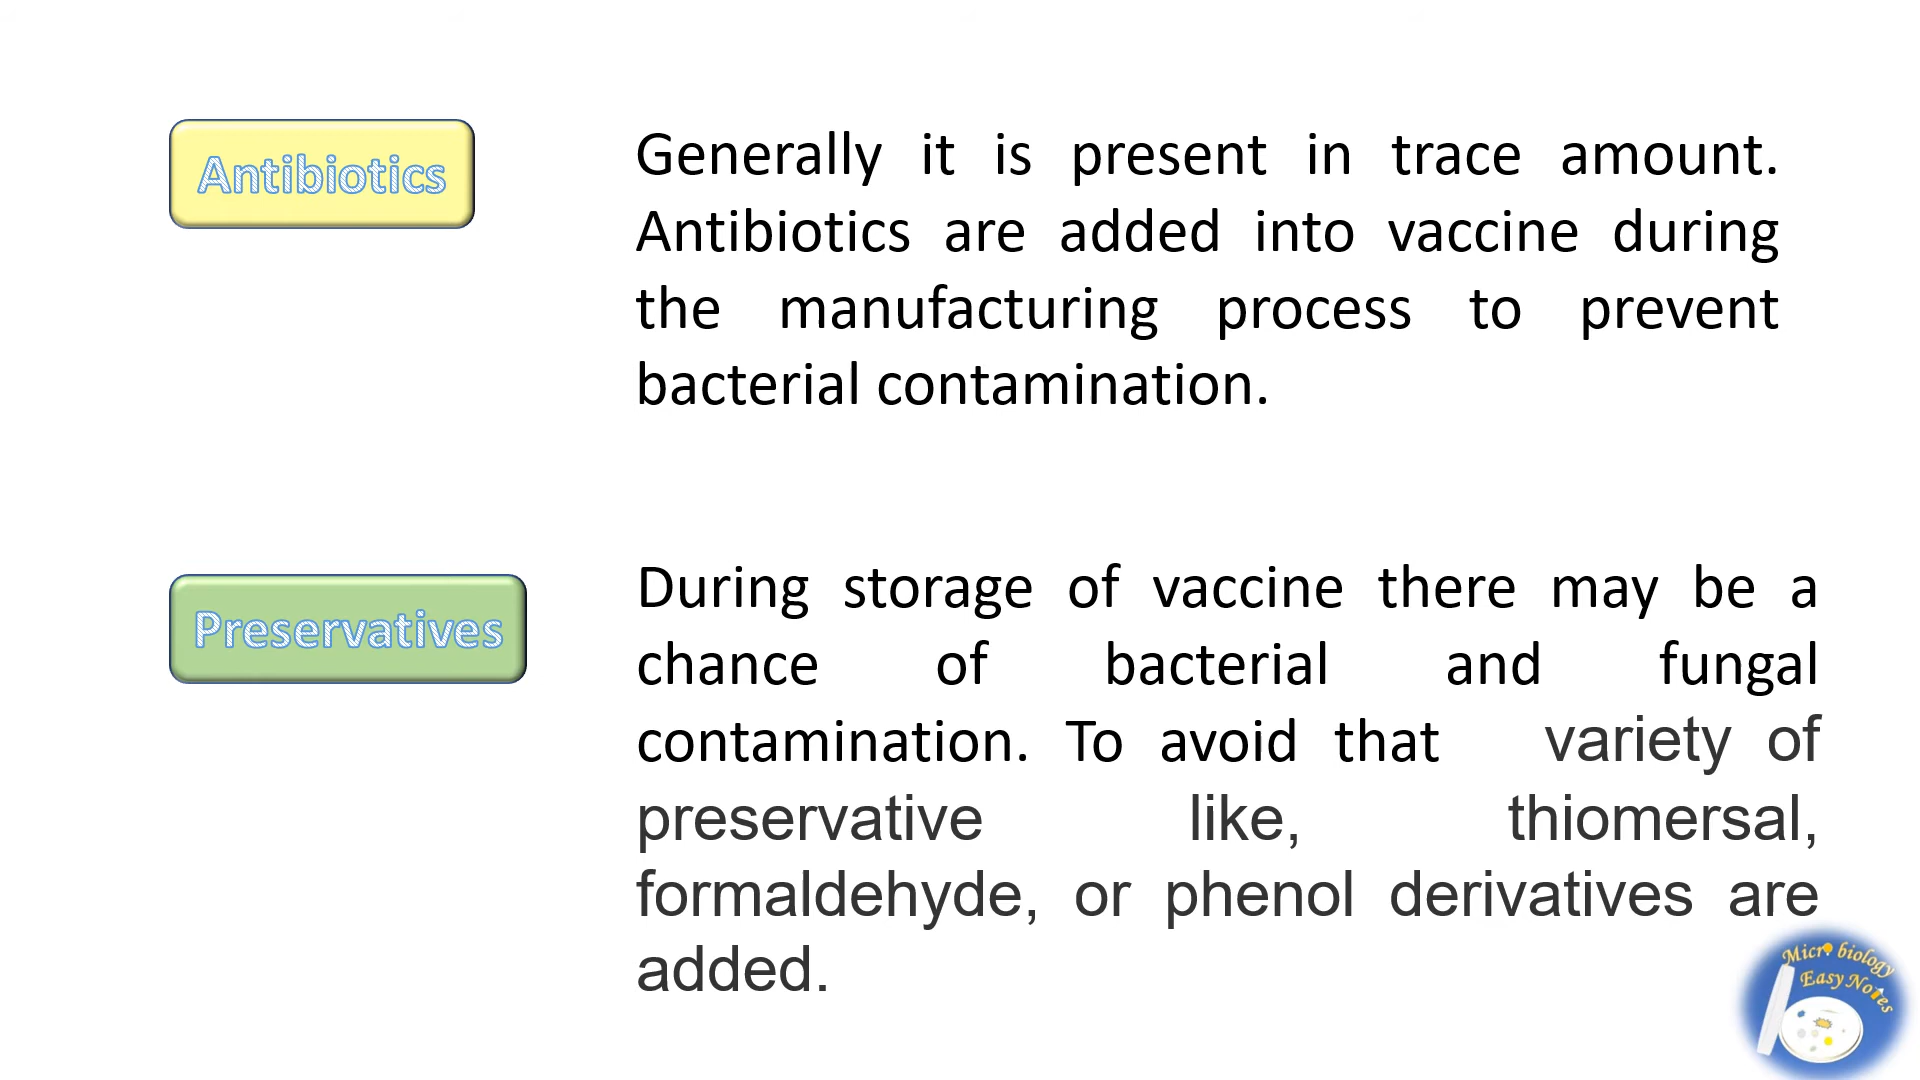 Antibiotics
Generally it is present in trace amount.
Antibiotics are added into vaccine during
the manufacturing process to prevent
bacterial contamination.
Preservatives
During storage of vaccine there may be a
chance of bacterial and fungal
contamination. To avoid that variety of
preservative like, thiomersal,
formaldehyde, or phenol derivatives are
added.
Micro biology
Easy Notes